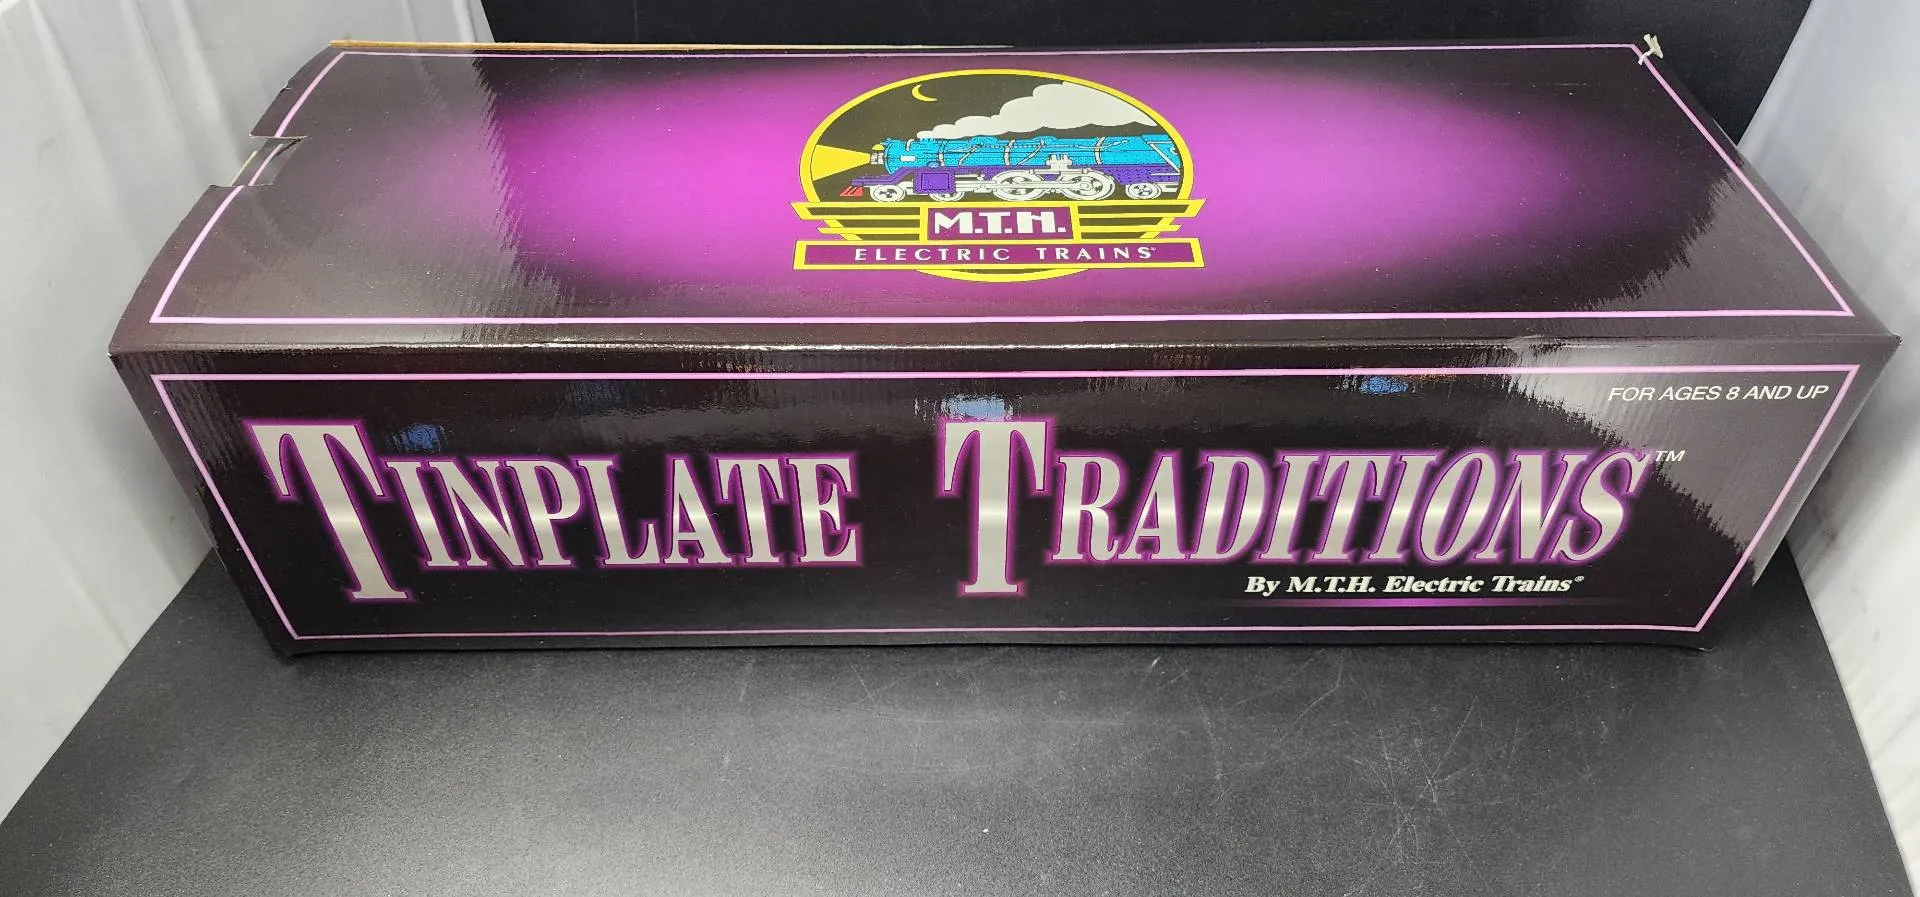 M.T.H.
ELECTRIC TRAINS®
FOR AGES 8 AND UP
TINPLATE TRADITIONS™
By M.T.H. Electric Trains®